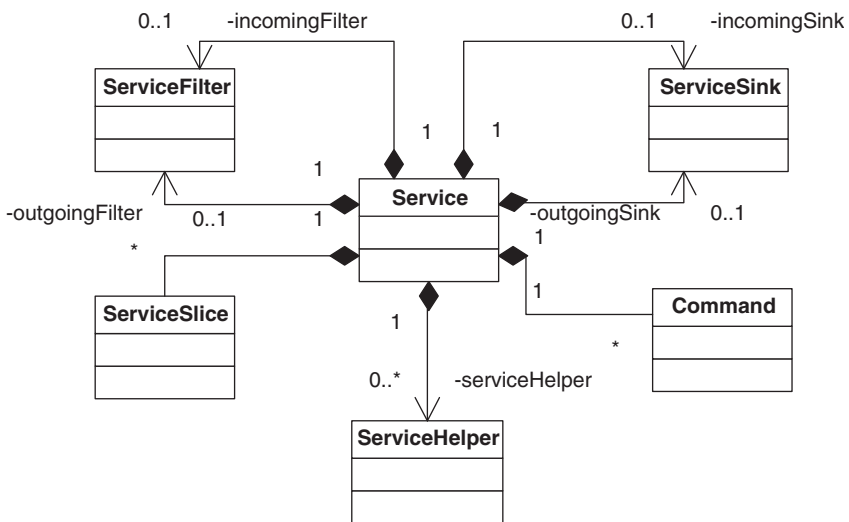 0..1 -incomingFilter 0..1 -incomingSink
ServiceFilter ServiceSink
1 1
1 Service
-outgoingFilter 0..1 1 -outgoingSink 0..1
* 1
ServiceSlice 1 Command
1 *
0..* -serviceHelper
ServiceHelper